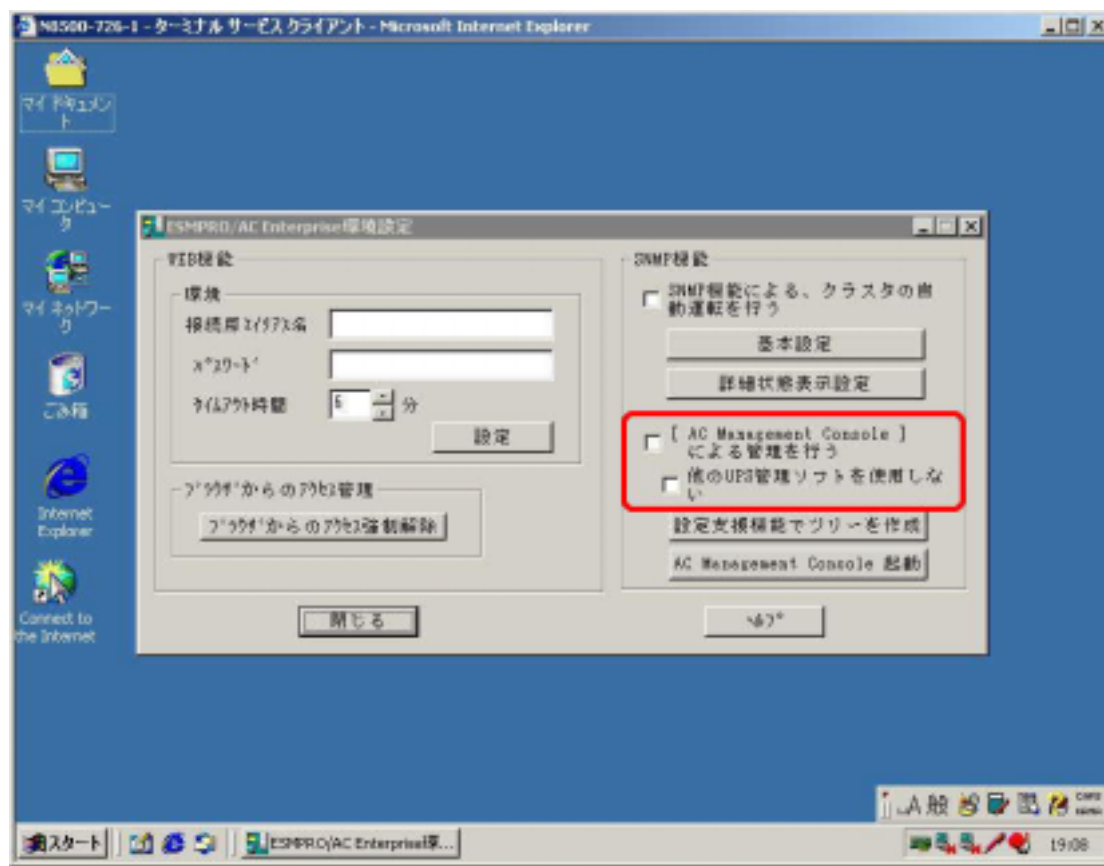 N8500-726-1 - ターミナル サービス クライアント - Microsoft Internet Explorer
マイ ドキュメン
ト
マイ コンピュー
タ
マイ ネットワー
ク
ごみ箱
Internet
Explorer
Connect to
the Internet
ESMPRO/AC Enterprise環境設定
WEB機能
環境
接続用エイリアス名
パスワード
タイムアウト時間
5
分
設定
ブラウザからのアクセス管理
ブラウザからのアクセス強制解除
閉じる
SNMP機能
SNMP機能による、クラスタの自
動運転を行う
基本設定
詳細状態表示設定
[ AC Management Console ]
による管理を行う
他のUPS管理ソフトを使用しな
い
設定支援機能でツリーを作成
AC Management Console 起動
ヘルプ
A 般
CAPS
KANA
スタート
ESMPRO/AC Enterprise環...
19:08